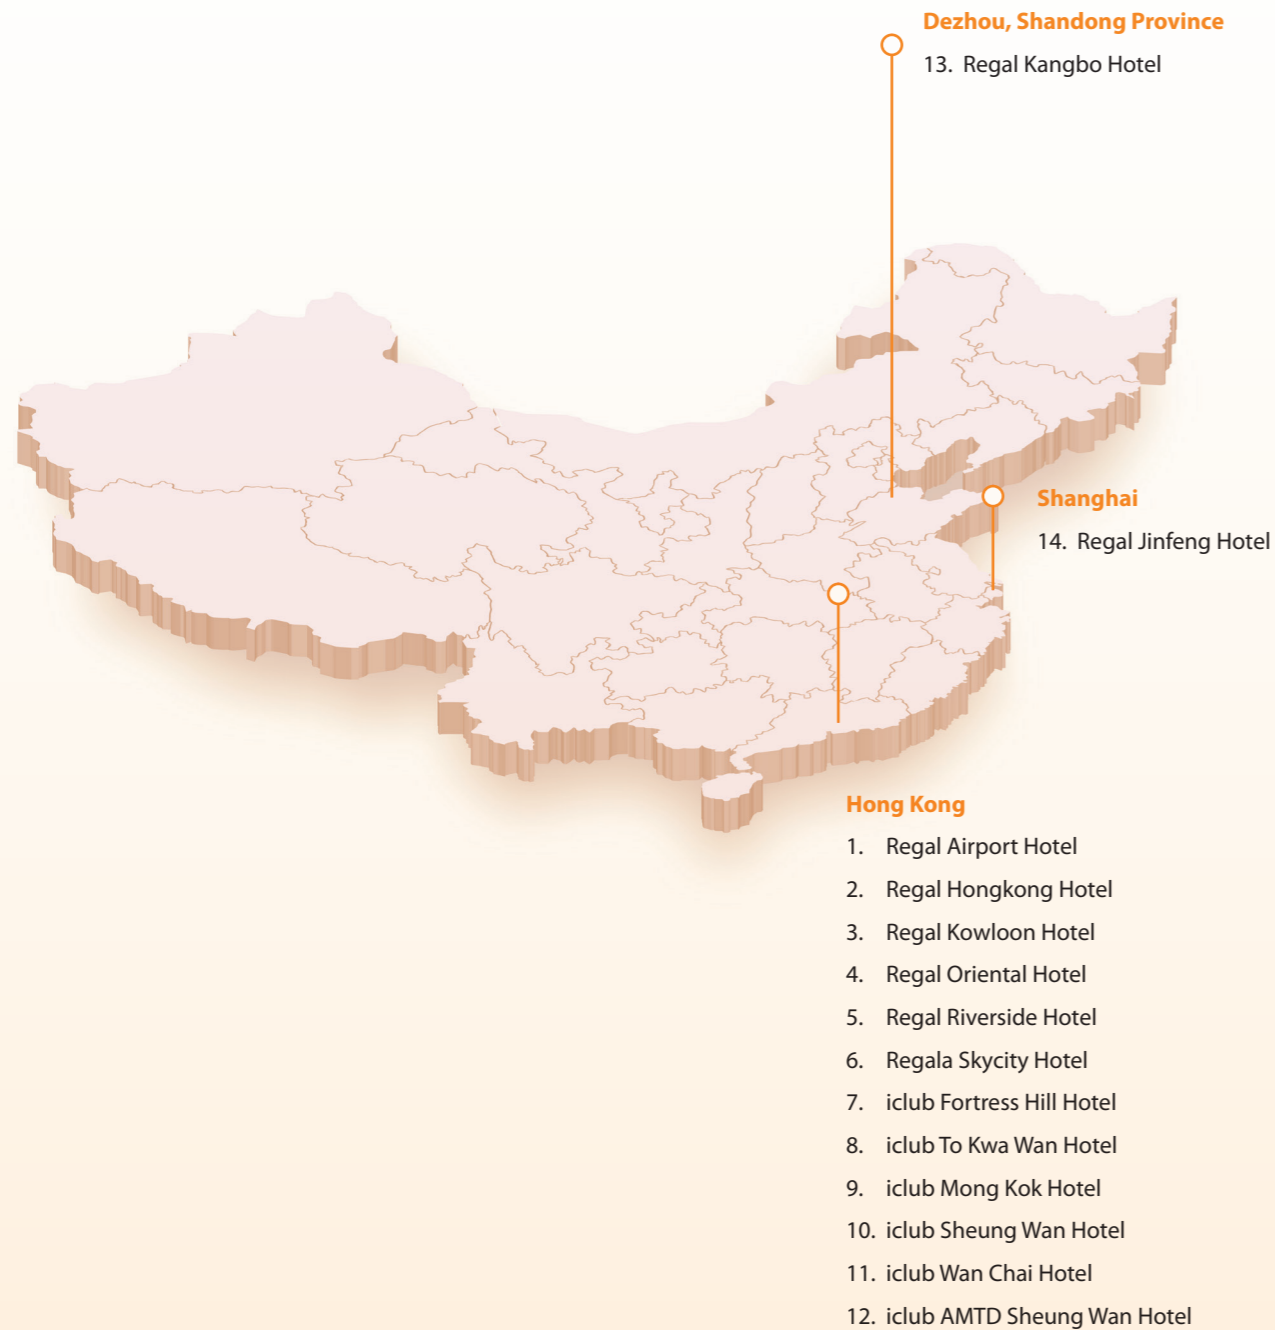 Dezhou, Shandong Province
13. Regal Kangbo Hotel
Shanghai
14. Regal Jinfeng Hotel
Hong Kong
1. Regal Airport Hotel
2. Regal Hongkong Hotel
3. Regal Kowloon Hotel
4. Regal Oriental Hotel
5. Regal Riverside Hotel
6. Regala Skycity Hotel
7. iclub Fortress Hill Hotel
8. iclub To Kwa Wan Hotel
9. iclub Mong Kok Hotel
10. iclub Sheung Wan Hotel
11. iclub Wan Chai Hotel
12. iclub AMTD Sheung Wan Hotel